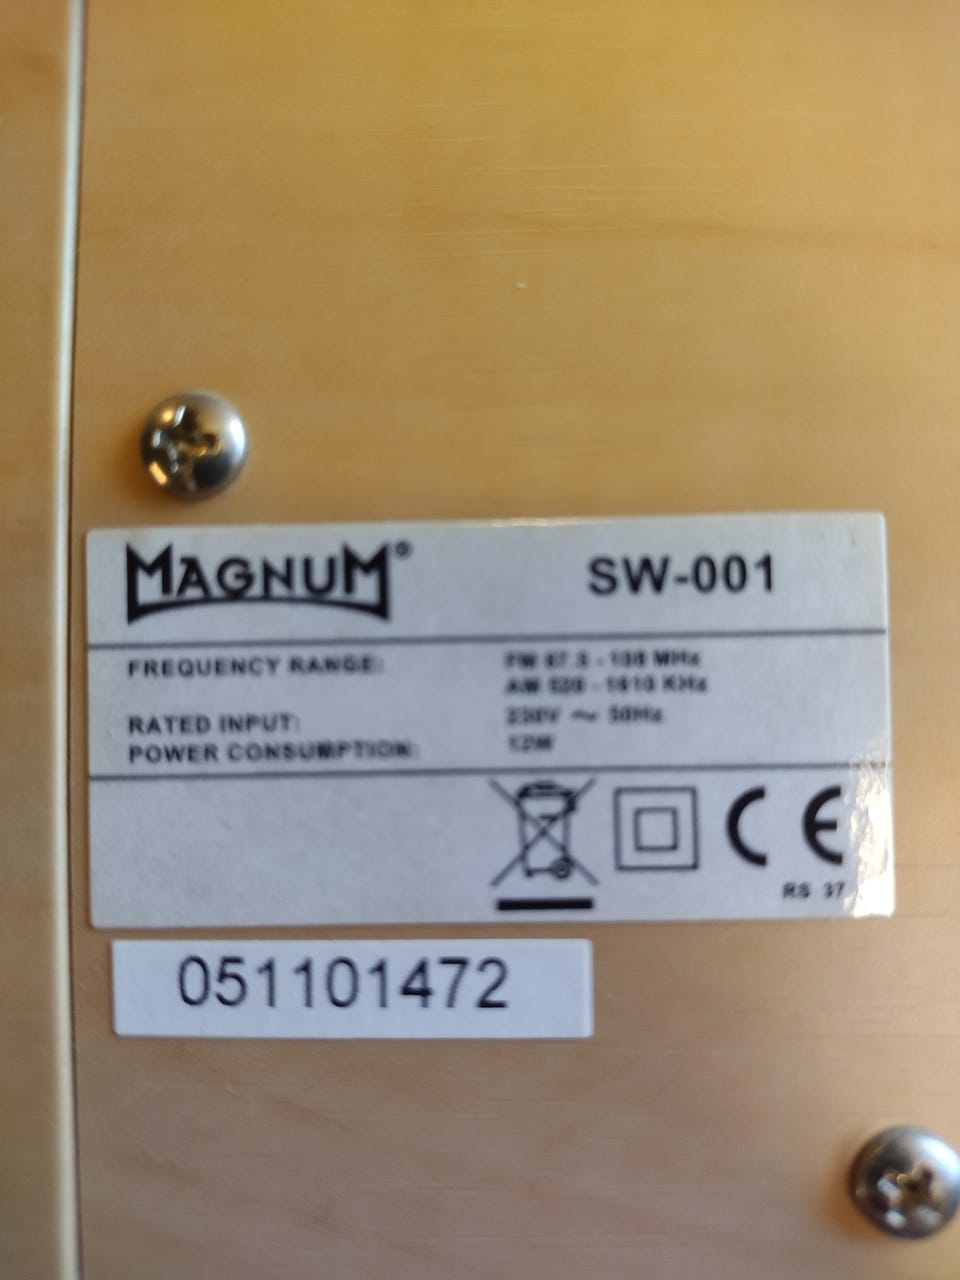 MAGNUM®
SW-001
FREQUENCY RANGE: FM 87.5 - 108 MHz
AM 520 - 1610 KHz
RATED INPUT: 230V ~ 50Hz
POWER CONSUMPTION: 12W
CE
RS 37
051101472